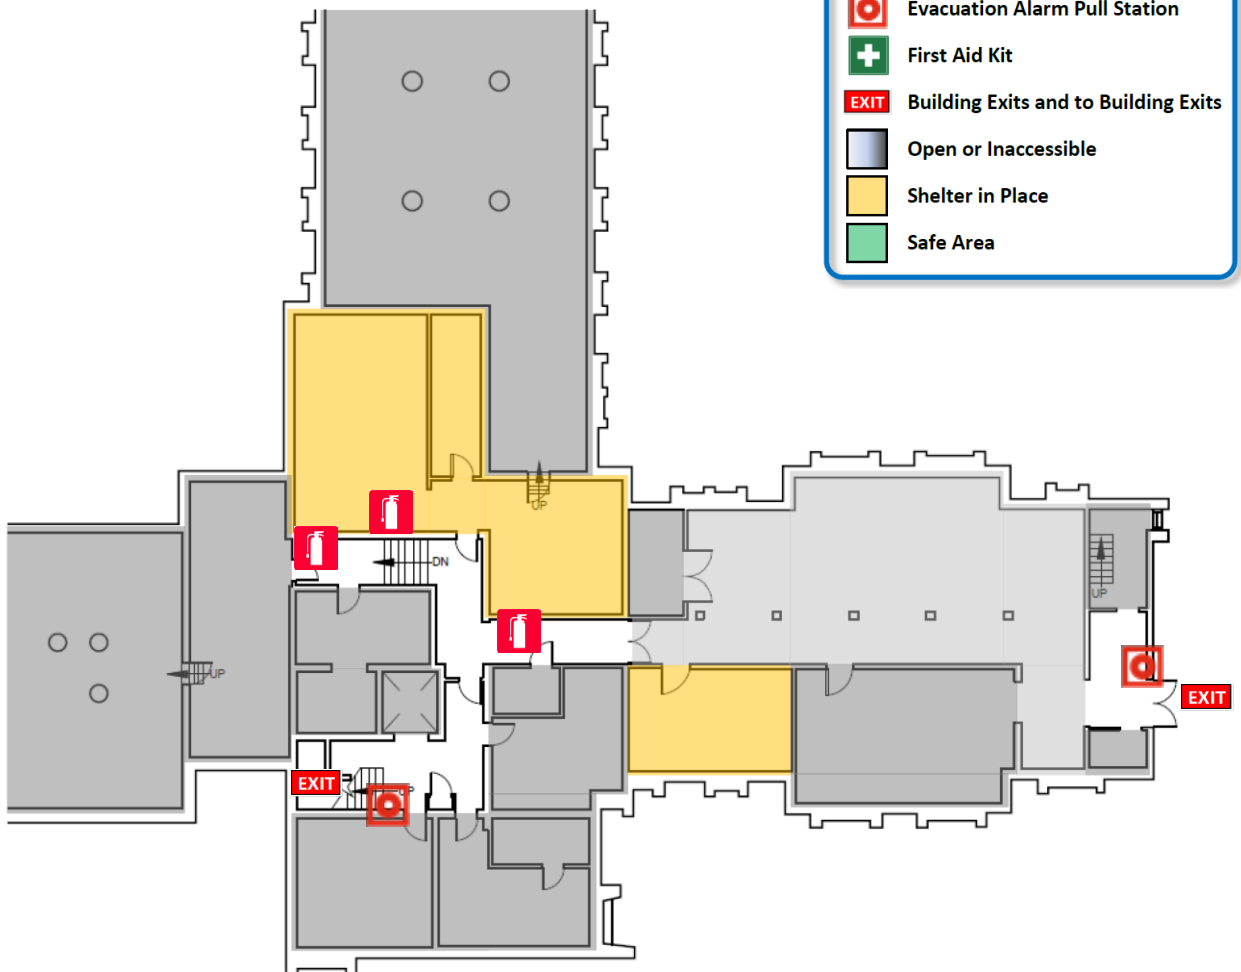 Evacuation Alarm Pull Station
First Aid Kit
EXIT Building Exits and to Building Exits
Open or Inaccessible
Shelter in Place
Safe Area
UP
DN
UP
UP
EXIT
EXIT
UP